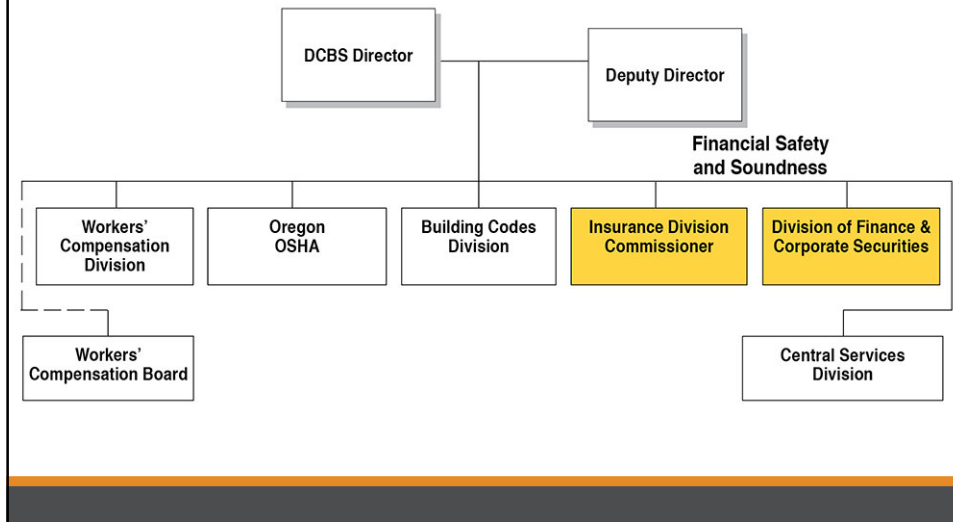 DCBS Director
Deputy Director
Financial Safety
and Soundness
Workers’
Compensation
Division
Oregon
OSHA
Building Codes
Division
Insurance Division
Commissioner
Division of Finance &
Corporate Securities
Workers’
Compensation Board
Central Services
Division